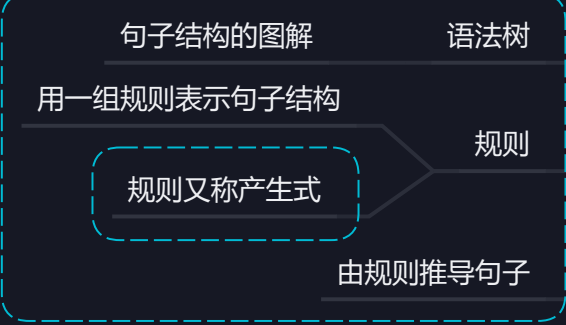 句子结构的图解
语法树
用一组规则表示句子结构
规则
规则又称产生式
由规则推导句子